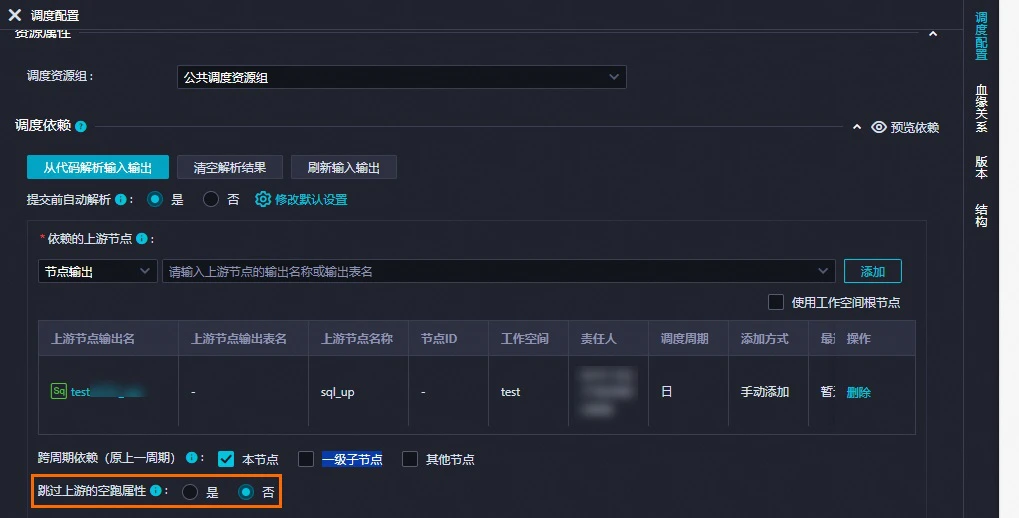 调度配置
资源属性
调度资源组：
公共调度资源组
调度依赖
预览依赖
从代码解析输入输出
清空解析结果
刷新输入输出
提交前自动解析 ： 是 否 修改默认设置
* 依赖的上游节点 ：
节点输出
请输入上游节点的输出名称或输出表名
添加
使用工作空间根节点
上游节点输出名 上游节点输出表名 上游节点名称 节点ID 工作空间 责任人 调度周期 添加方式 操作
Sq test - sql_up - test 日 手动添加 删除
跨周期依赖（原上一周期） ： 本节点 一级子节点 其他节点
跳过上游的空跑属性 ： 是 否
调度配置
血缘关系
版本
结构